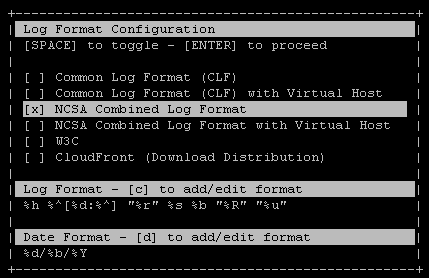 Log Format Configuration
[SPACE] to toggle - [ENTER] to proceed
[ ] Common Log Format (CLF)
[ ] Common Log Format (CLF) with Virtual Host
[x] NCSA Combined Log Format
[ ] NCSA Combined Log Format with Virtual Host
[ ] W3C
[ ] CloudFront (Download Distribution)
Log Format - [c] to add/edit format
%h %^[%d:%^] "%r" %s %b "%R" "%u"
Date Format - [d] to add/edit format
%d/%b/%Y